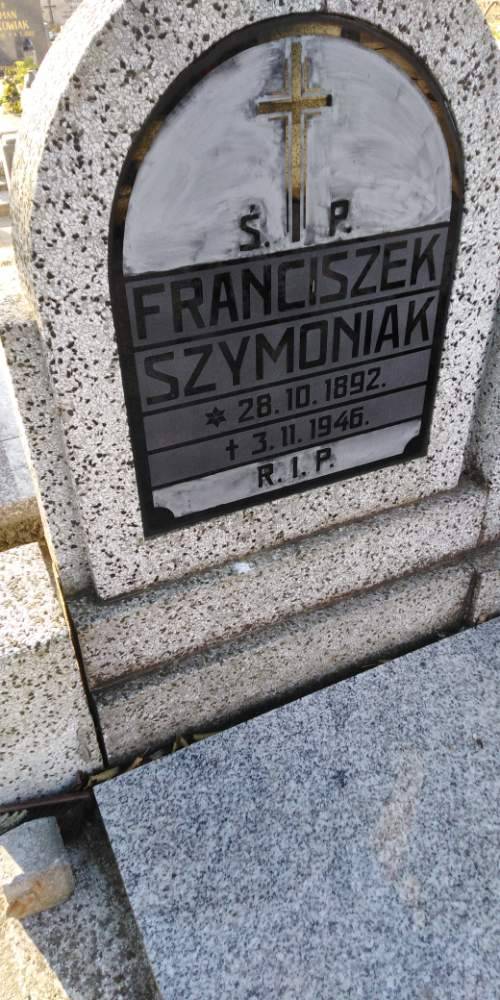 Ś. P.
FRANCISZEK
SZYMONIAK
* 28.10.1892.
† 3.11.1946.
R. I. P.